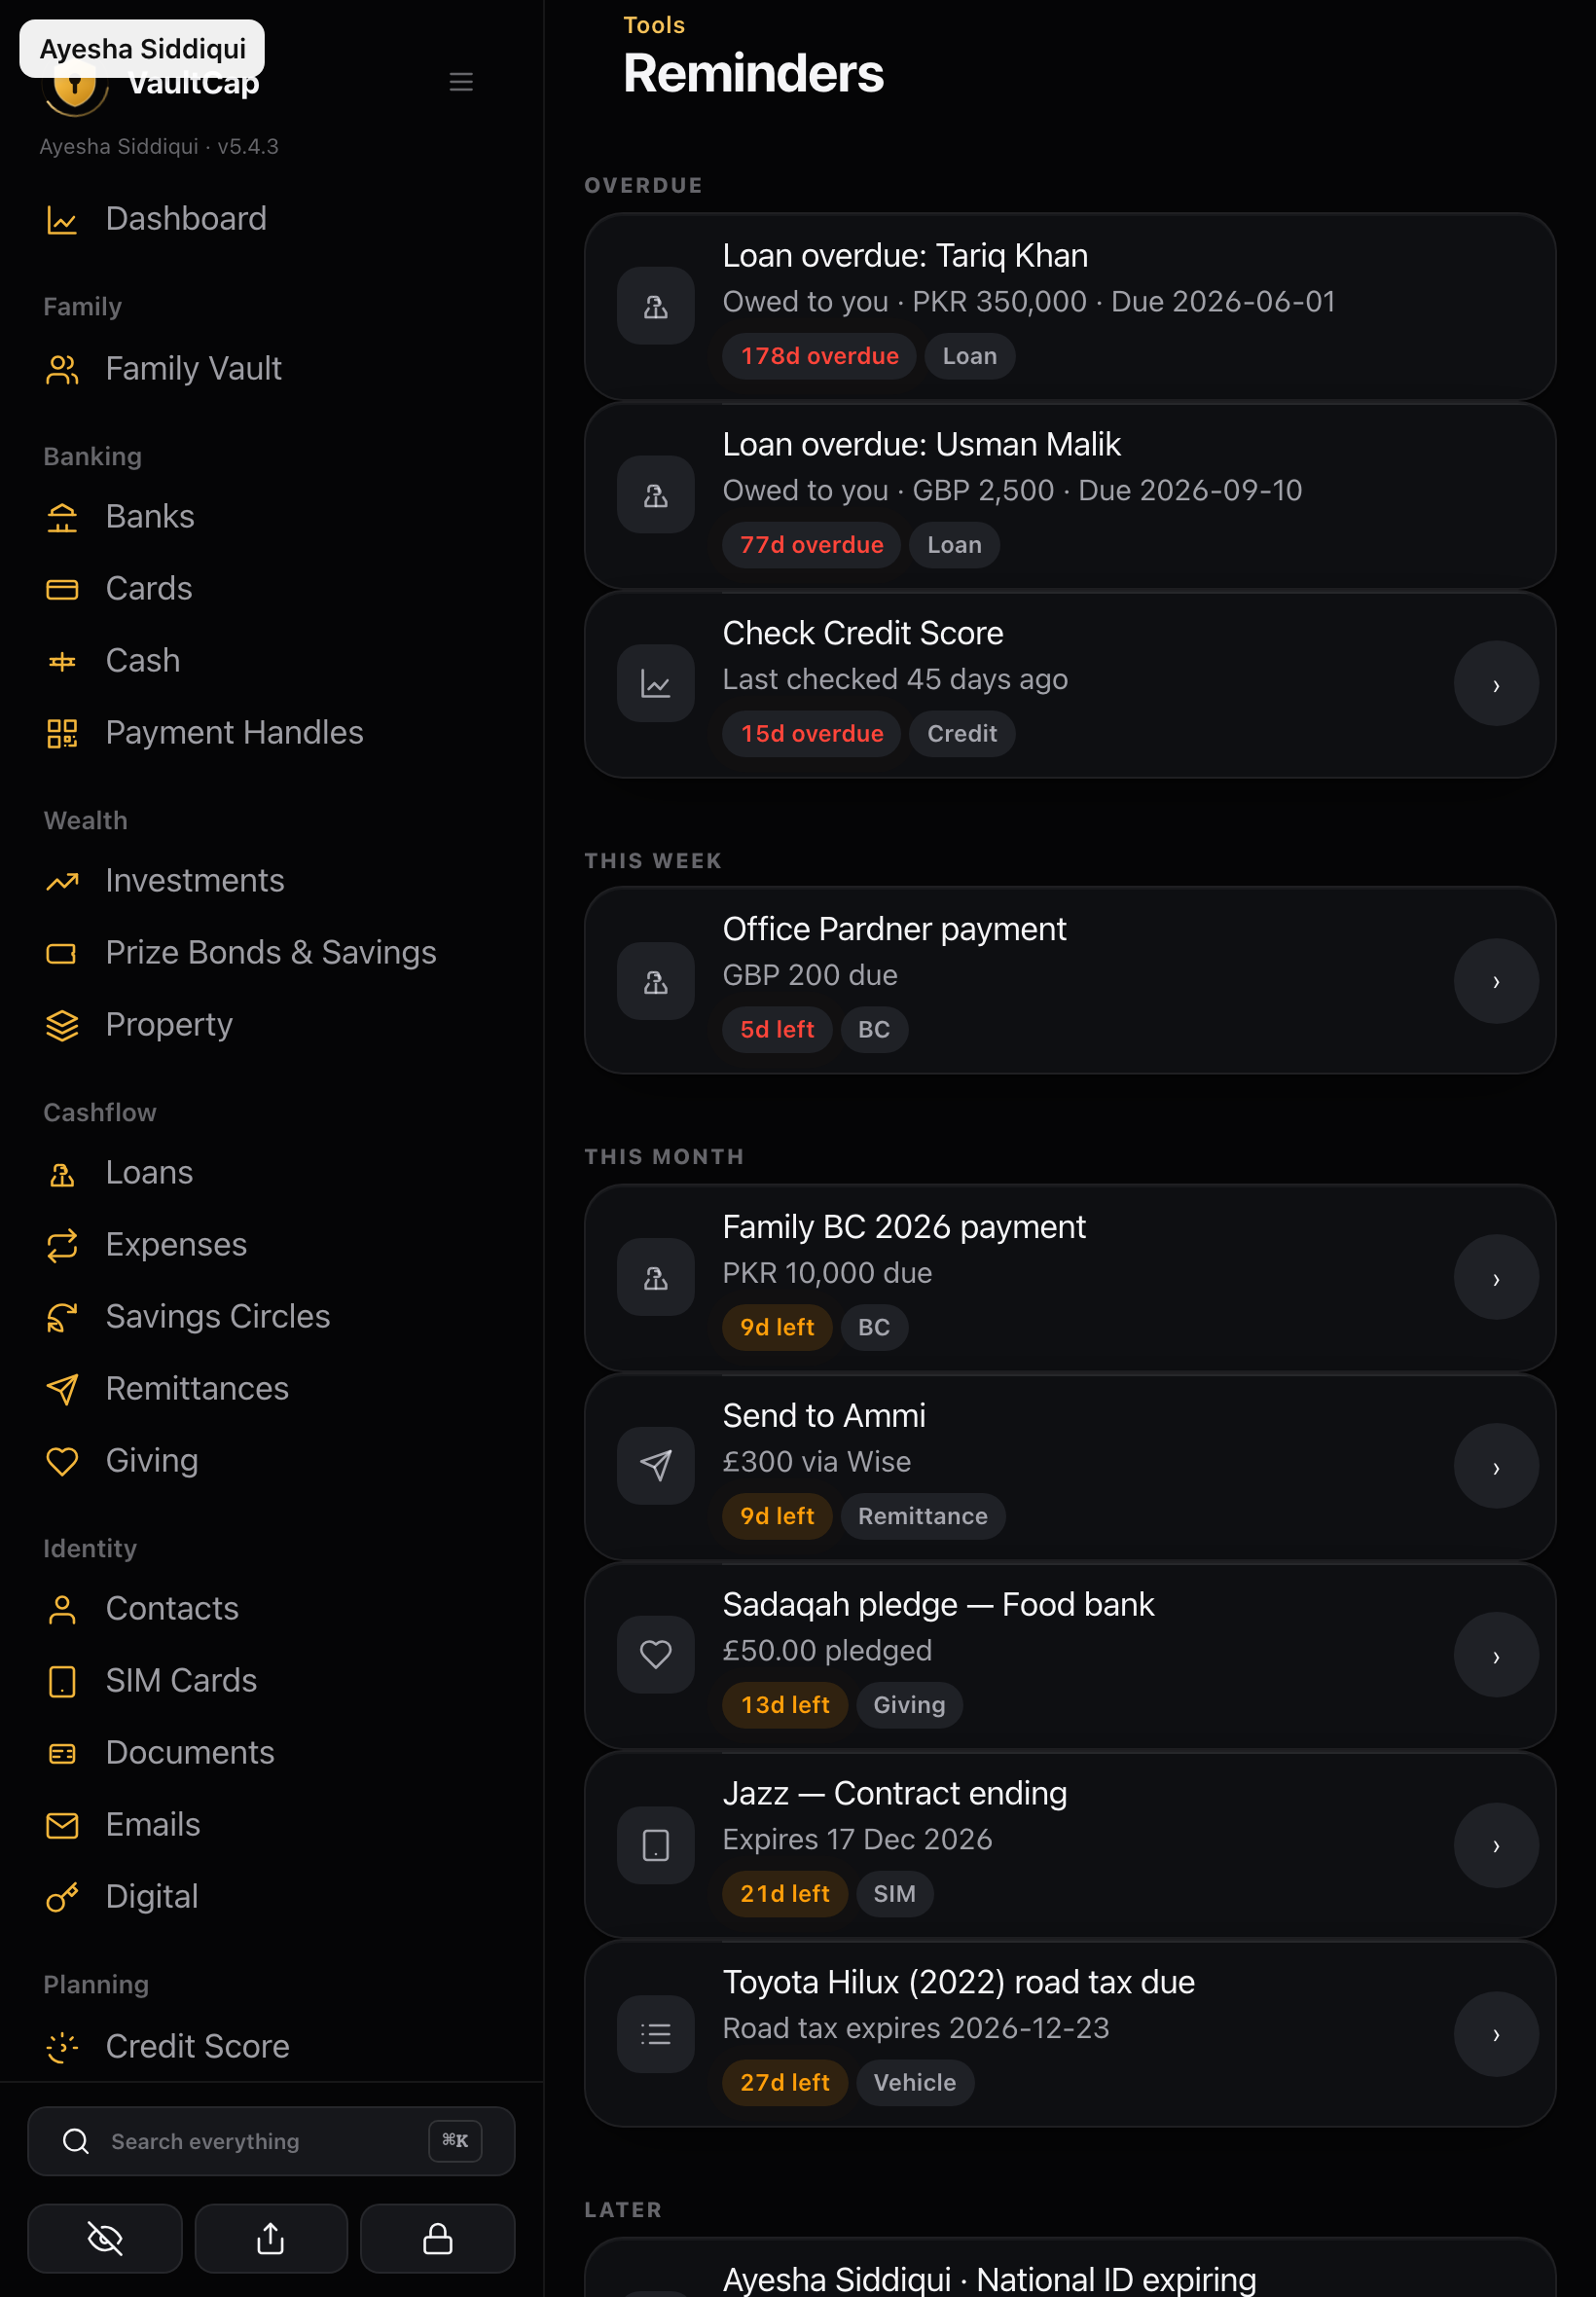 Ayesha Siddiqui
VaultCap
Ayesha Siddiqui · v5.4.3
Dashboard
Family
Family Vault
Banking
Banks
Cards
Cash
Payment Handles
Wealth
Investments
Prize Bonds & Savings
Property
Cashflow
Loans
Expenses
Savings Circles
Remittances
Giving
Identity
Contacts
SIM Cards
Documents
Emails
Digital
Planning
Credit Score
Search everything ⌘K
Tools
Reminders
OVERDUE
Loan overdue: Tariq Khan
Owed to you · PKR 350,000 · Due 2026-06-01
178d overdue Loan
Loan overdue: Usman Malik
Owed to you · GBP 2,500 · Due 2026-09-10
77d overdue Loan
Check Credit Score
Last checked 45 days ago
15d overdue Credit
THIS WEEK
Office Pardner payment
GBP 200 due
5d left BC
THIS MONTH
Family BC 2026 payment
PKR 10,000 due
9d left BC
Send to Ammi
£300 via Wise
9d left Remittance
Sadaqah pledge — Food bank
£50.00 pledged
13d left Giving
Jazz — Contract ending
Expires 17 Dec 2026
21d left SIM
Toyota Hilux (2022) road tax due
Road tax expires 2026-12-23
27d left Vehicle
LATER
Ayesha Siddiqui · National ID expiring